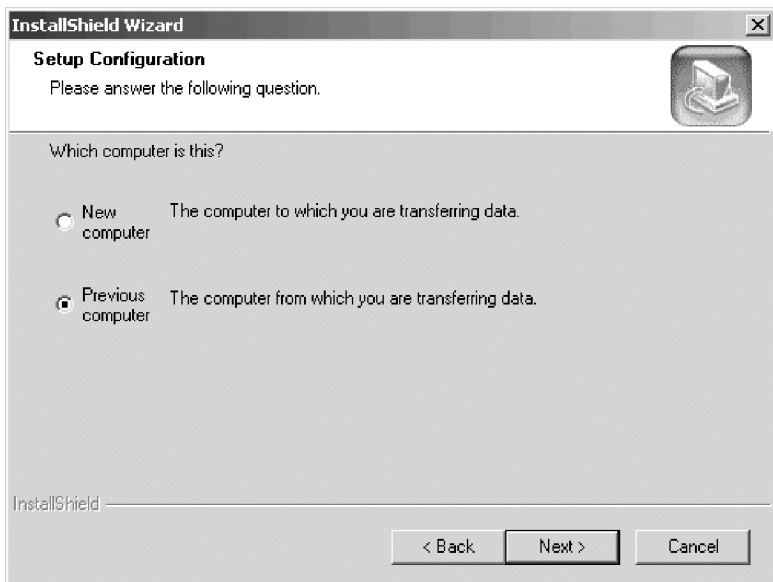 InstallShield Wizard
Setup Configuration
Please answer the following question.
Which computer is this?
New
computer
The computer to which you are transferring data.
Previous
computer
The computer from which you are transferring data.
InstallShield
< Back
Next >
Cancel